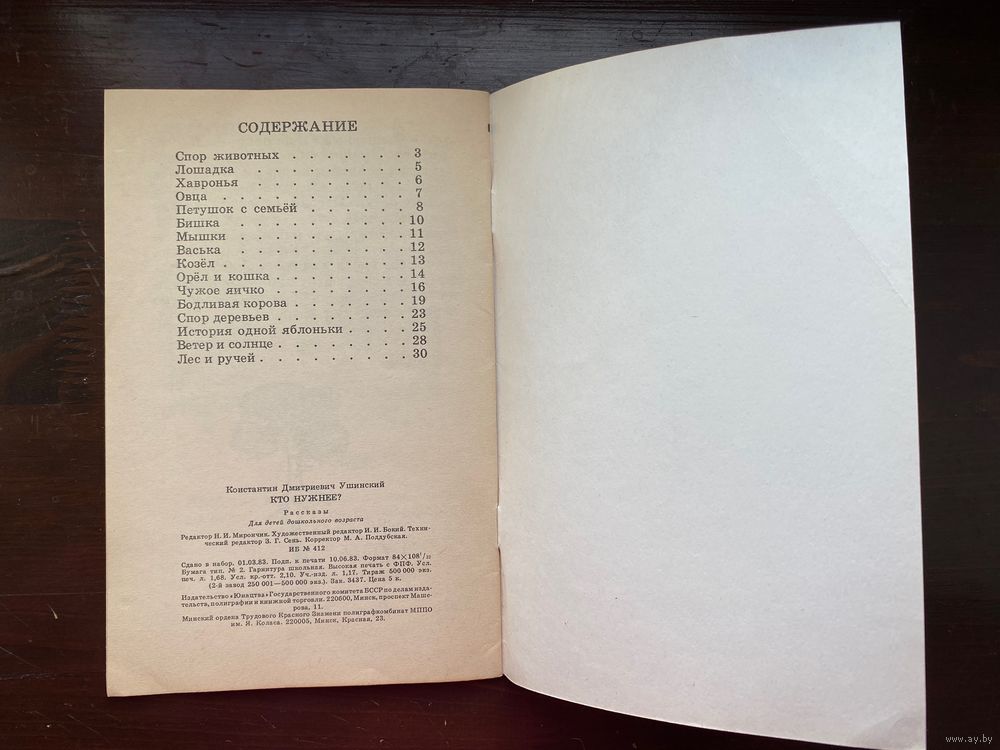 СОДЕРЖАНИЕ
Спор животных . . . . . . . 3
Лошадка . . . . . . . . . 5
Хавронья . . . . . . . . . 6
Овца . . . . . . . . . . 7
Петушок с семьёй . . . . . . 8
Бишка . . . . . . . . . 10
Мышки . . . . . . . . . 11
Васька . . . . . . . . . 12
Козёл . . . . . . . . . . 13
Орёл и кошка . . . . . . . 14
Чужое яичко . . . . . . . 16
Бодливая корова . . . . . . 19
Спор деревьев . . . . . . . 23
История одной яблоньки . . . . 25
Ветер и солнце . . . . . . . 28
Лес и ручей . . . . . . . . 30
Константин Дмитриевич Ушинский
КТО НУЖНЕЕ?
Рассказы
Для детей дошкольного возраста
Редактор Н. И. Мирончик. Художественный редактор И. И. Бокий. Техни-
ческий редактор З. Г. Сень. Корректор М. А. Поддубская.
ИБ № 412
Сдано в набор. 01.03.83. Подп. к печати 10.06.83. Формат 84×108 1/32
Бумага тип. № 2. Гарнитура школьная. Высокая печать с ФПФ. Усл.
печ. л. 1,68. Усл. кр.-отт. 2,10. Уч.-изд. л. 1,17. Тираж 500 000 экз.
(2-й завод 250 001—500 000 экз.). Зак. 3437. Цена 5 к.
Издательство «Юнацтва» Государственного комитета БССР по делам изда-
тельств, полиграфии и книжной торговли. 220600, Минск, проспект Маше-
рова, 11.
Минский ордена Трудового Красного Знамени полиграфкомбинат МППО
им. Я. Коласа. 220005, Минск, Красная, 23.
www.ay.by